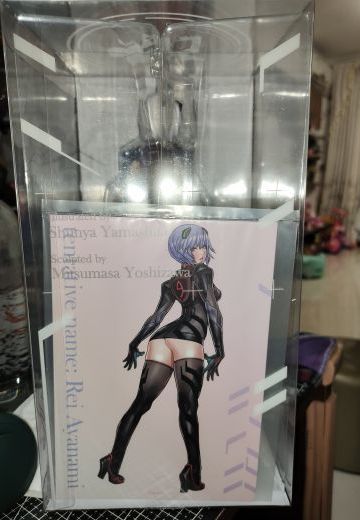 Illustrated by
Shunya Yamashita
Sculpted by
Mitsumasa Yoshizawa
Tentative name: Rei Ayanami